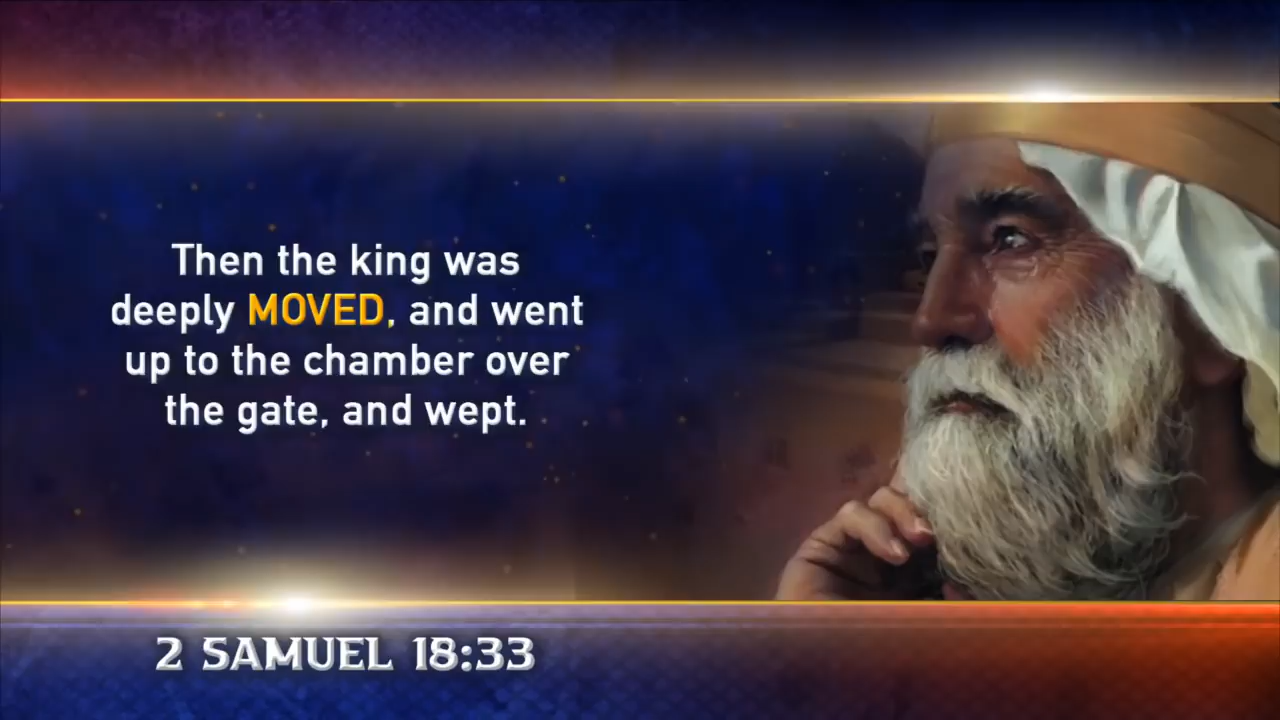 Then the king was
deeply MOVED, and went
up to the chamber over
the gate, and wept.
2 SAMUEL 18:33